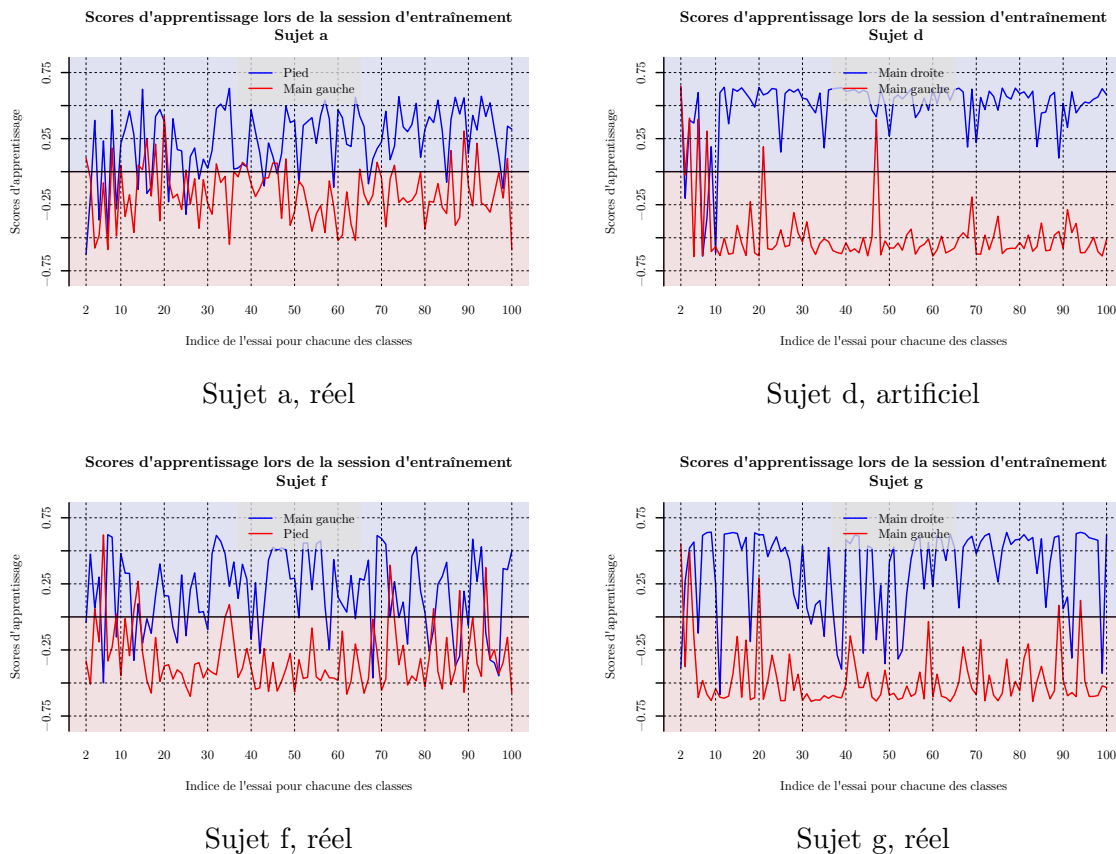 Scores d'apprentissage lors de la session d'entraînement
Sujet a
Pied
Main gauche
Scores d'apprentissage
0.75
0.25
−0.25
−0.75
2 10 20 30 40 50 60 70 80 90 100
Indice de l'essai pour chacune des classes
Sujet a, réel
Scores d'apprentissage lors de la session d'entraînement
Sujet d
Main droite
Main gauche
Scores d'apprentissage
0.75
0.25
−0.25
−0.75
2 10 20 30 40 50 60 70 80 90 100
Indice de l'essai pour chacune des classes
Sujet d, artificiel
Scores d'apprentissage lors de la session d'entraînement
Sujet f
Main gauche
Pied
Scores d'apprentissage
0.75
0.25
−0.25
−0.75
2 10 20 30 40 50 60 70 80 90 100
Indice de l'essai pour chacune des classes
Sujet f, réel
Scores d'apprentissage lors de la session d'entraînement
Sujet g
Main droite
Main gauche
Scores d'apprentissage
0.75
0.25
−0.25
−0.75
2 10 20 30 40 50 60 70 80 90 100
Indice de l'essai pour chacune des classes
Sujet g, réel